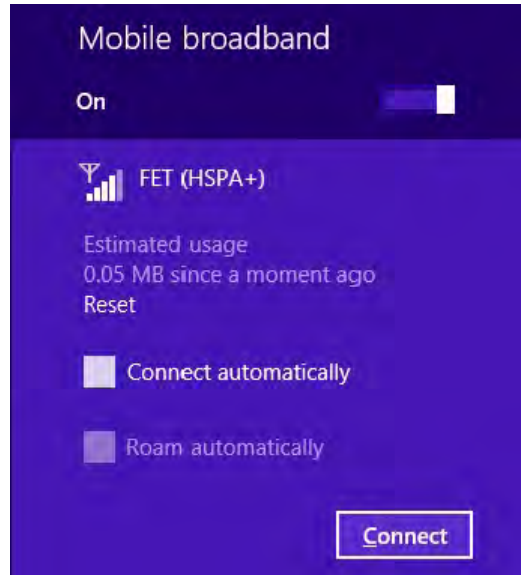 Mobile broadband
On
FET (HSPA+)
Estimated usage
0.05 MB since a moment ago
Reset
Connect automatically
Roam automatically
Connect